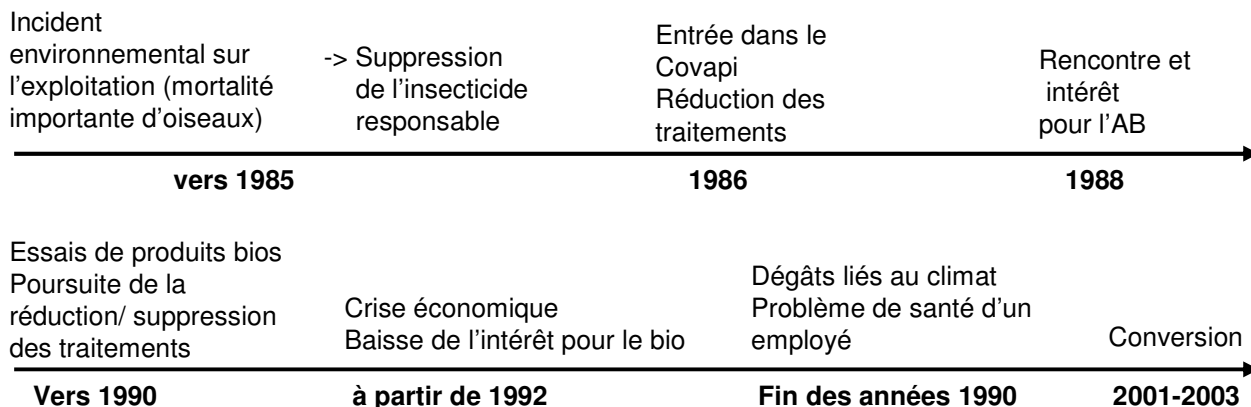 Incident
environnemental sur
l'exploitation (mortalité
importante d'oiseaux)
-> Suppression
de l'insecticide
responsable
Entrée dans le
Covapi
Réduction des
traitements
Rencontre et
intérêt
pour l'AB
vers 1985
1986
1988
Essais de produits bios
Poursuite de la
réduction/ suppression
des traitements
Crise économique
Baisse de l'intérêt pour le bio
Dégâts liés au climat
Problème de santé d'un
employé
Conversion
Vers 1990
à partir de 1992
Fin des années 1990
2001-2003